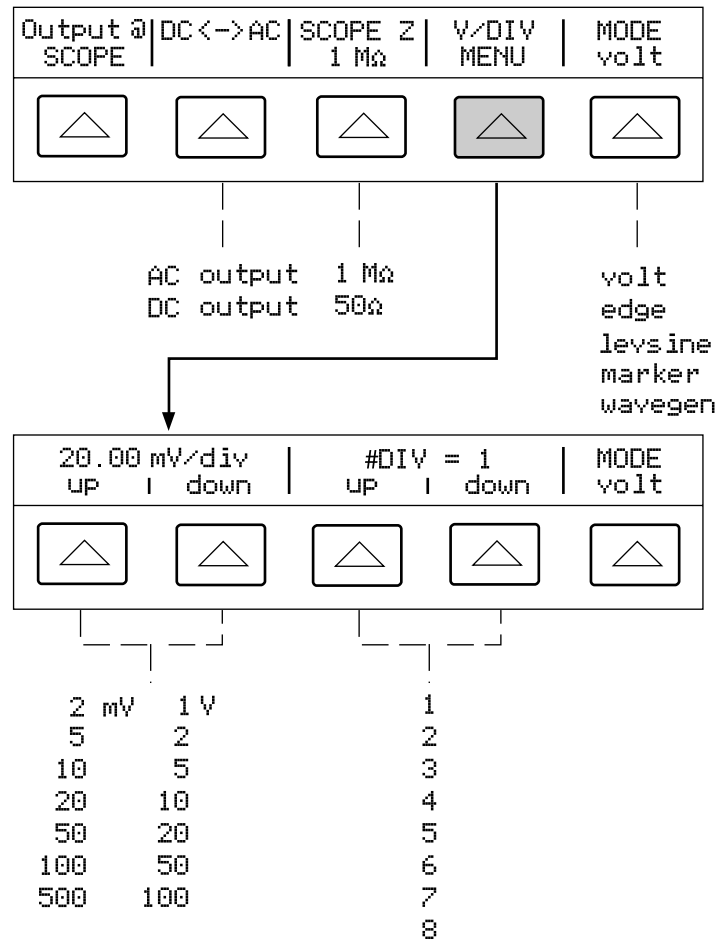 Output @ | DC<->AC | SCOPE Z | V/DIV | MODE
SCOPE | | 1 MΩ | MENU | volt
AC output 1 MΩ
DC output 50Ω
volt
edge
levsine
marker
wavegen
20.00 mV/div | #DIV = 1 | MODE
up | down | up | down | volt
2 mV 1 V
5 2
10 5
20 10
50 20
100 50
500 100
1
2
3
4
5
6
7
8